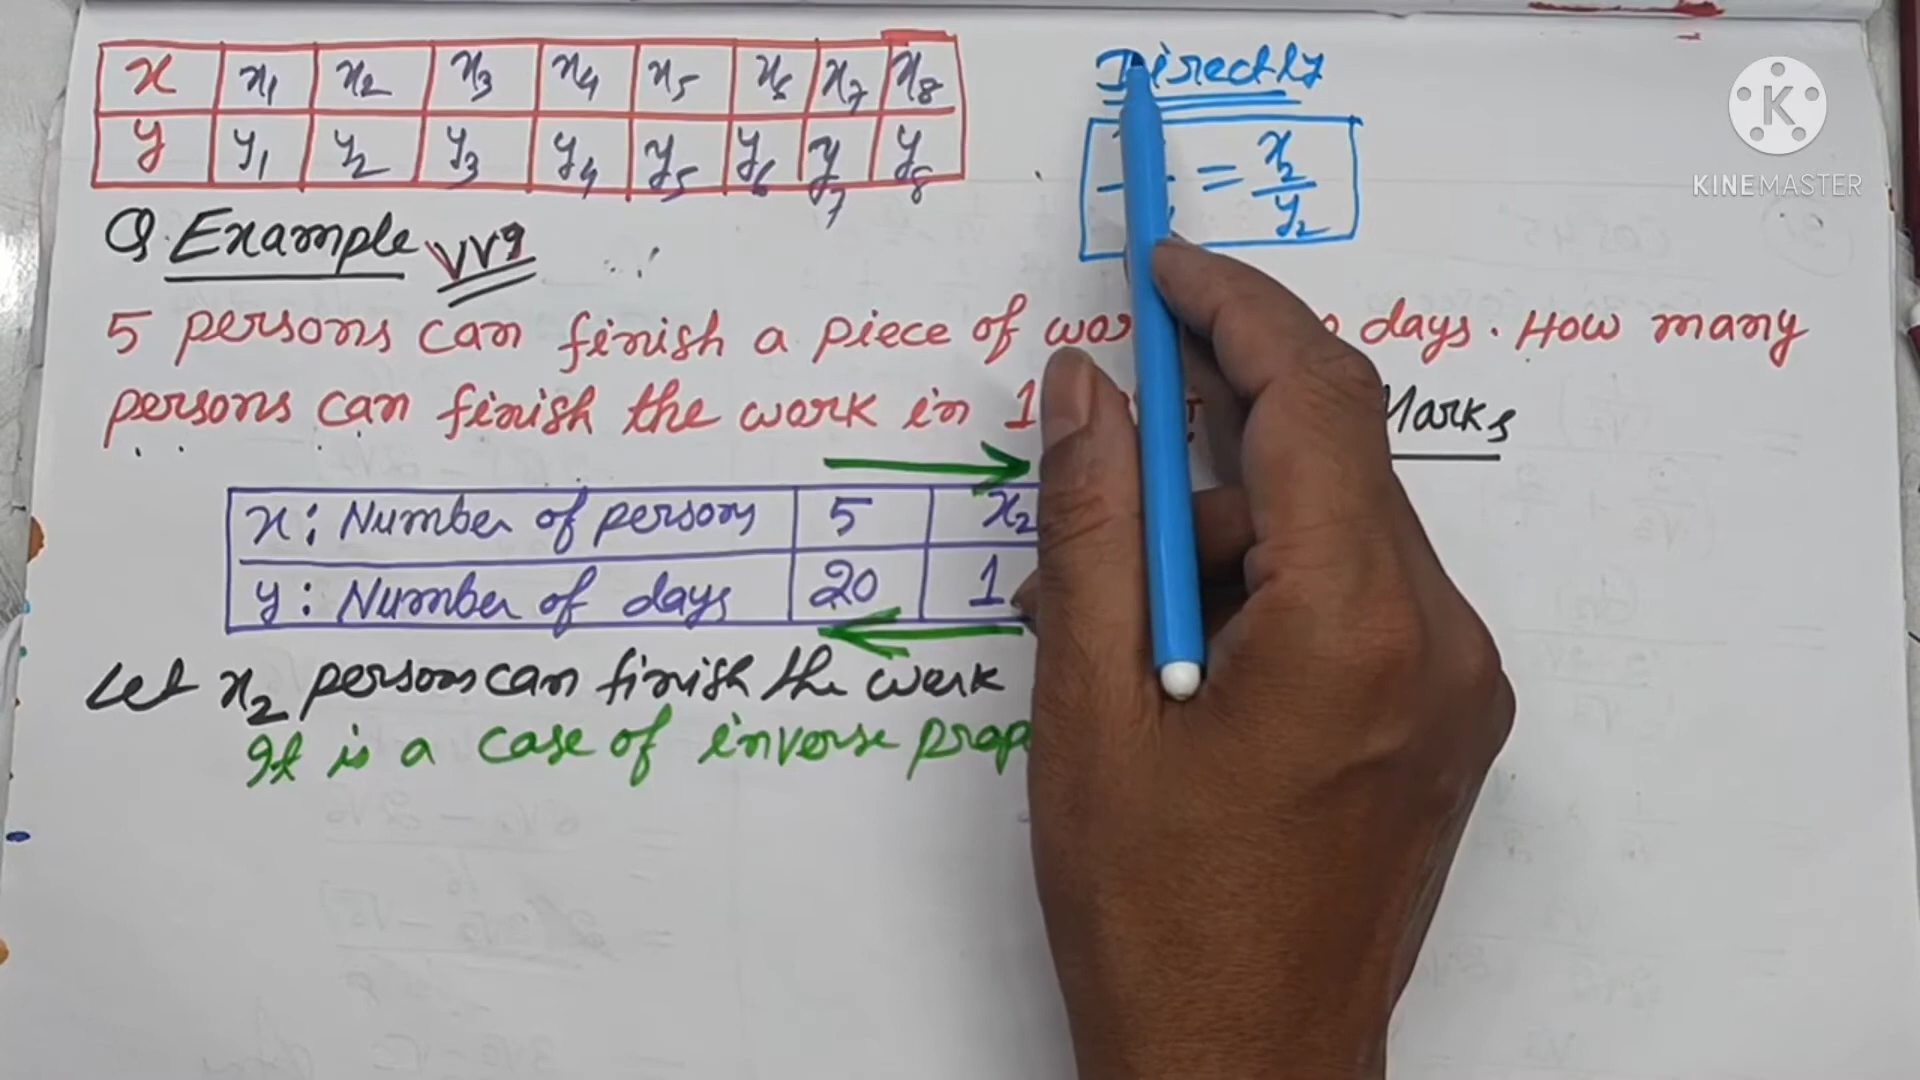 x x₁ x₂ x₃ x₄ x₅ x₆ x₇ x₈
y y₁ y₂ y₃ y₄ y₅ y₆ y₇ y₈
Directly
= x₂/y₂
K
KINEMASTER
Q. Example VVI
5 persons can finish a piece of days. How many
persons can finish the work in 1
Marks
x : Number of persons 5 x₂
y : Number of days 20 1
Let x₂ persons can finish the work
It is a case of inverse